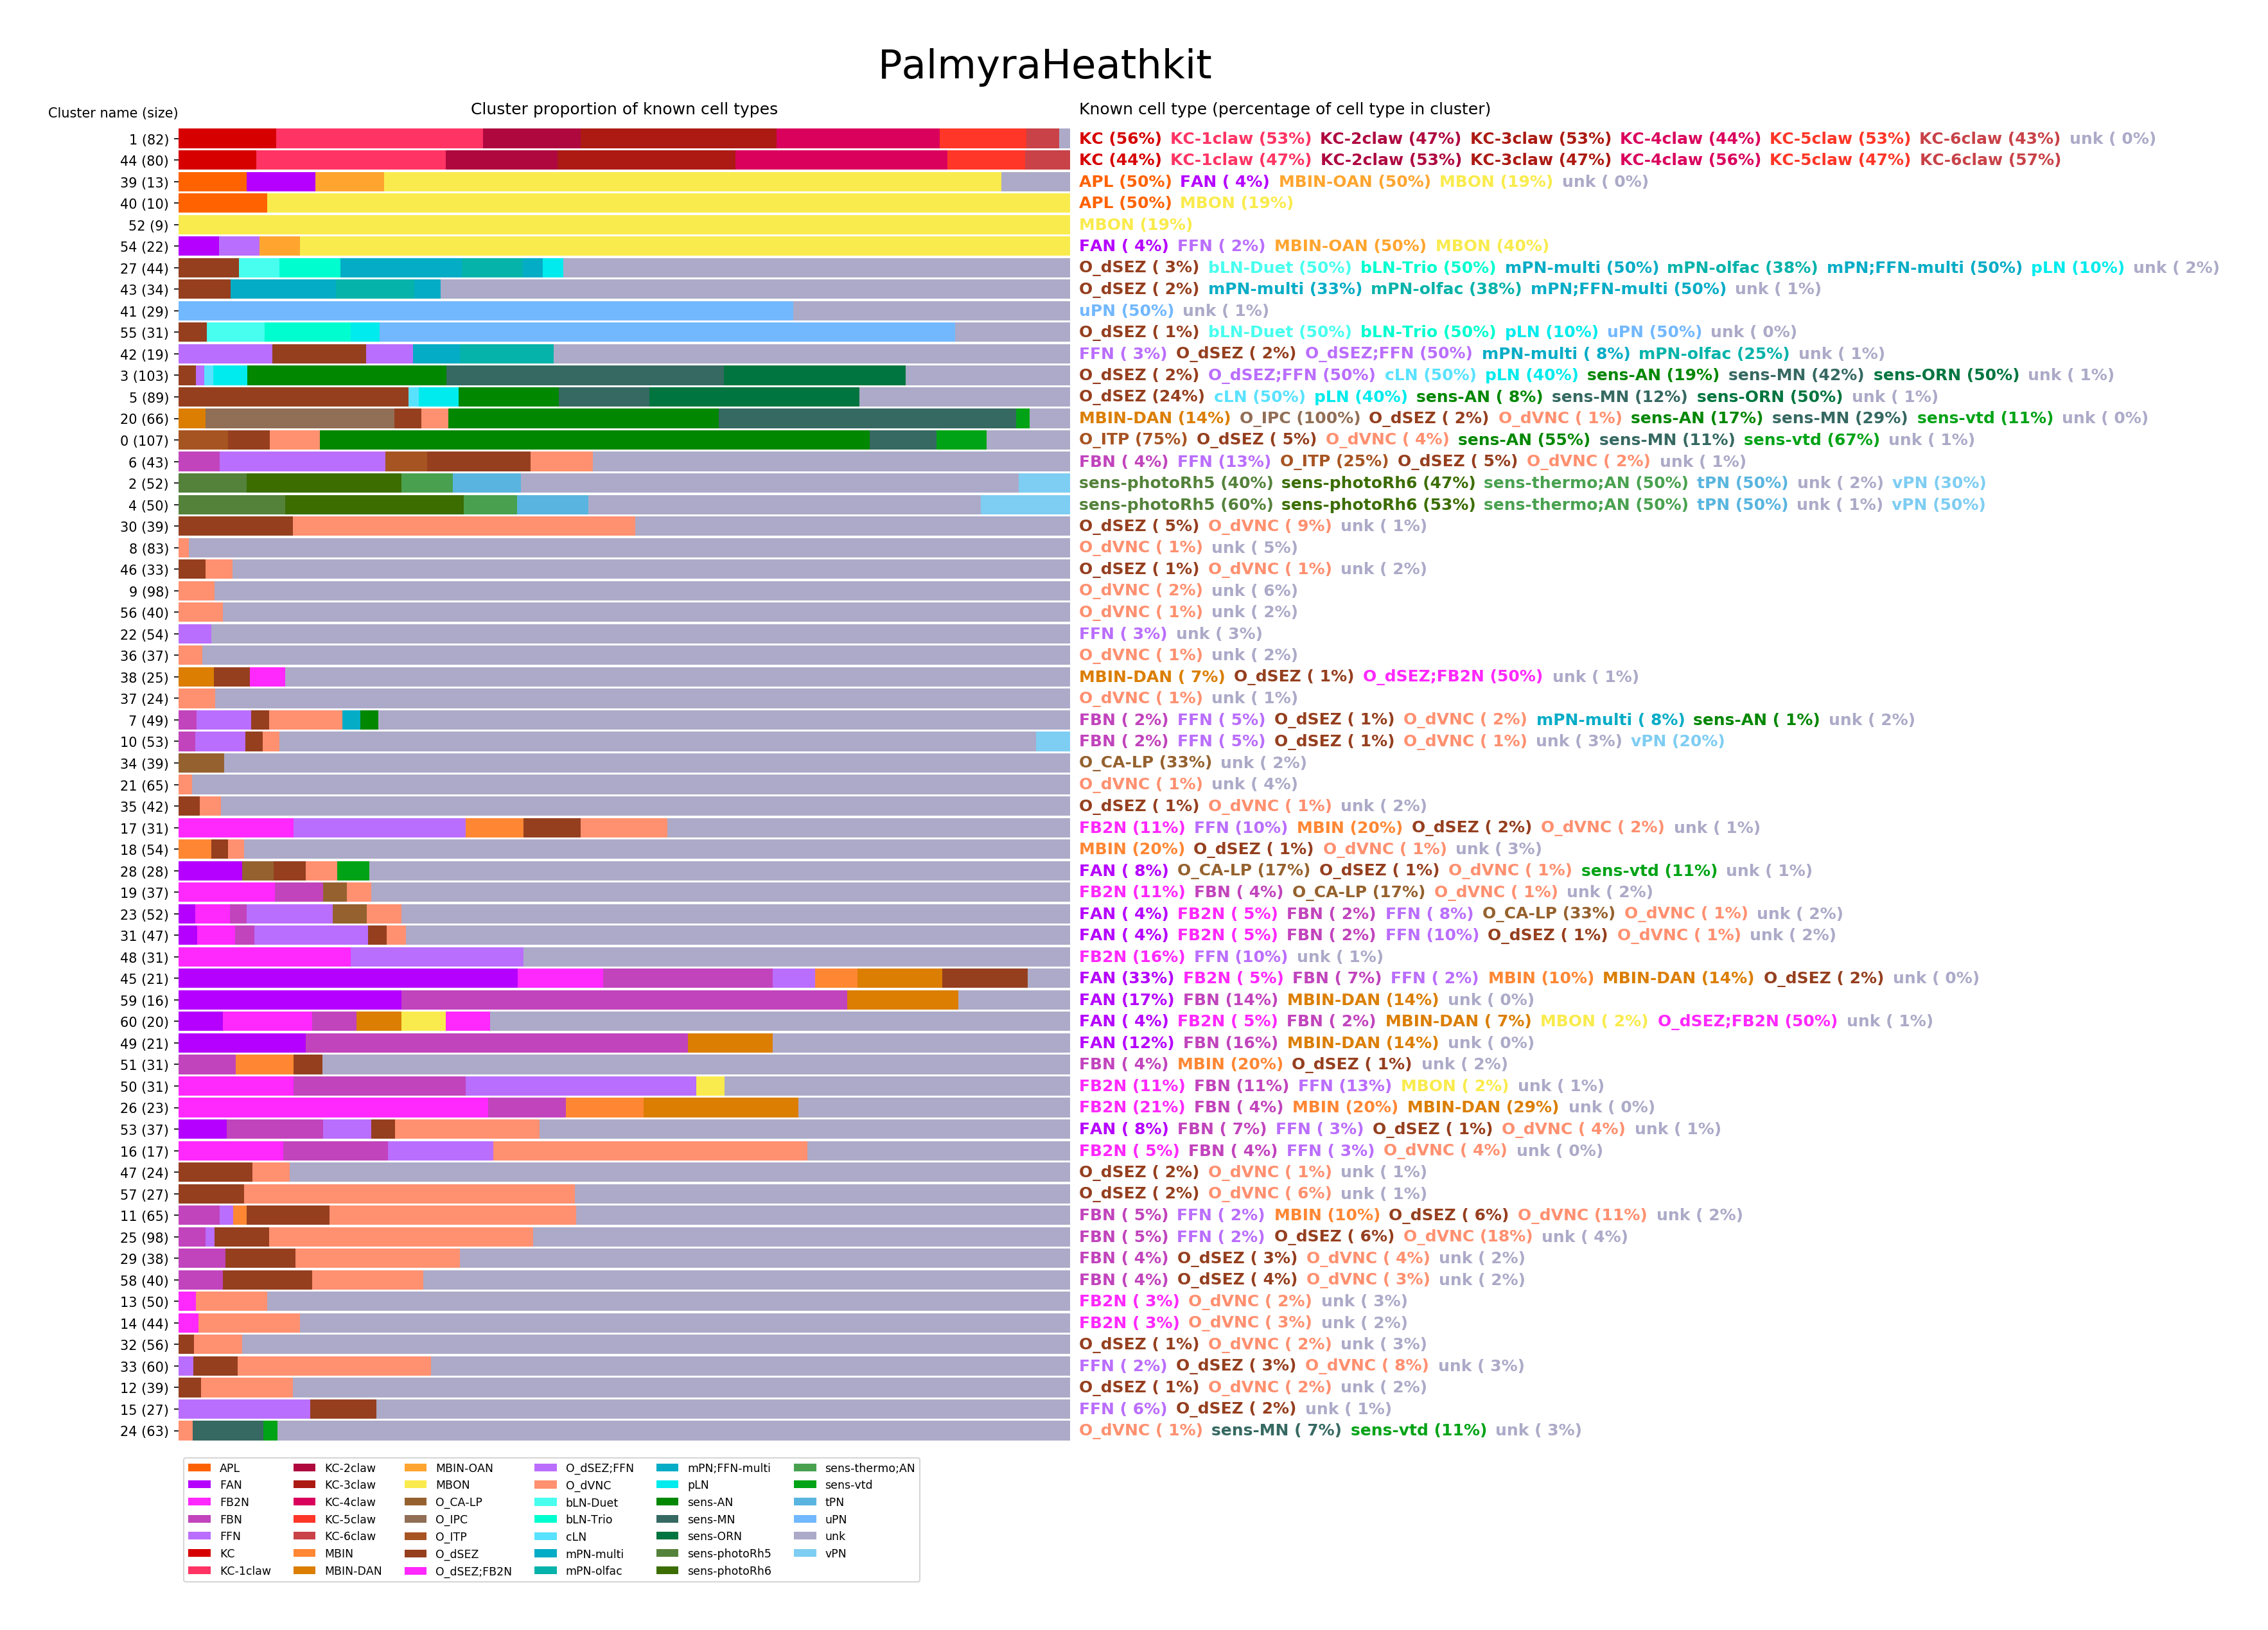 PalmyraHeathkit
Cluster name (size) Cluster proportion of known cell types Known cell type (percentage of cell type in cluster)
1 (82) KC (56%) KC-1claw (53%) KC-2claw (47%) KC-3claw (53%) KC-4claw (44%) KC-5claw (53%) KC-6claw (43%) unk ( 0%)
44 (80) KC (44%) KC-1claw (47%) KC-2claw (53%) KC-3claw (47%) KC-4claw (56%) KC-5claw (47%) KC-6claw (57%)
39 (13) APL (50%) FAN ( 4%) MBIN-OAN (50%) MBON (19%) unk ( 0%)
40 (10) APL (50%) MBON (19%)
52 (9) MBON (19%)
54 (22) FAN ( 4%) FFN ( 2%) MBIN-OAN (50%) MBON (40%)
27 (44) O_dSEZ ( 3%) bLN-Duet (50%) bLN-Trio (50%) mPN-multi (50%) mPN-olfac (38%) mPN;FFN-multi (50%) pLN (10%) unk ( 2%)
43 (34) O_dSEZ ( 2%) mPN-multi (33%) mPN-olfac (38%) mPN;FFN-multi (50%) unk ( 1%)
41 (29) uPN (50%) unk ( 1%)
55 (31) O_dSEZ ( 1%) bLN-Duet (50%) bLN-Trio (50%) pLN (10%) uPN (50%) unk ( 0%)
42 (19) FFN ( 3%) O_dSEZ ( 2%) O_dSEZ;FFN (50%) mPN-multi ( 8%) mPN-olfac (25%) unk ( 1%)
3 (103) O_dSEZ ( 2%) O_dSEZ;FFN (50%) cLN (50%) pLN (40%) sens-AN (19%) sens-MN (42%) sens-ORN (50%) unk ( 1%)
5 (89) O_dSEZ (24%) cLN (50%) pLN (40%) sens-AN ( 8%) sens-MN (12%) sens-ORN (50%) unk ( 1%)
20 (66) MBIN-DAN (14%) O_IPC (100%) O_dSEZ ( 2%) O_dVNC ( 1%) sens-AN (17%) sens-MN (29%) sens-vtd (11%) unk ( 0%)
0 (107) O_ITP (75%) O_dSEZ ( 5%) O_dVNC ( 4%) sens-AN (55%) sens-MN (11%) sens-vtd (67%) unk ( 1%)
6 (43) FBN ( 4%) FFN (13%) O_ITP (25%) O_dSEZ ( 5%) O_dVNC ( 2%) unk ( 1%)
2 (52) sens-photoRh5 (40%) sens-photoRh6 (47%) sens-thermo;AN (50%) tPN (50%) unk ( 2%) vPN (30%)
4 (50) sens-photoRh5 (60%) sens-photoRh6 (53%) sens-thermo;AN (50%) tPN (50%) unk ( 1%) vPN (50%)
30 (39) O_dSEZ ( 5%) O_dVNC ( 9%) unk ( 1%)
8 (83) O_dVNC ( 1%) unk ( 5%)
46 (33) O_dSEZ ( 1%) O_dVNC ( 1%) unk ( 2%)
9 (98) O_dVNC ( 2%) unk ( 6%)
56 (40) O_dVNC ( 1%) unk ( 2%)
22 (54) FFN ( 3%) unk ( 3%)
36 (37) O_dVNC ( 1%) unk ( 2%)
38 (25) MBIN-DAN ( 7%) O_dSEZ ( 1%) O_dSEZ;FB2N (50%) unk ( 1%)
37 (24) O_dVNC ( 1%) unk ( 1%)
7 (49) FBN ( 2%) FFN ( 5%) O_dSEZ ( 1%) O_dVNC ( 2%) mPN-multi ( 8%) sens-AN ( 1%) unk ( 2%)
10 (53) FBN ( 2%) FFN ( 5%) O_dSEZ ( 1%) O_dVNC ( 1%) unk ( 3%) vPN (20%)
34 (39) O_CA-LP (33%) unk ( 2%)
21 (65) O_dVNC ( 1%) unk ( 4%)
35 (42) O_dSEZ ( 1%) O_dVNC ( 1%) unk ( 2%)
17 (31) FB2N (11%) FFN (10%) MBIN (20%) O_dSEZ ( 2%) O_dVNC ( 2%) unk ( 1%)
18 (54) MBIN (20%) O_dSEZ ( 1%) O_dVNC ( 1%) unk ( 3%)
28 (28) FAN ( 8%) O_CA-LP (17%) O_dSEZ ( 1%) O_dVNC ( 1%) sens-vtd (11%) unk ( 1%)
19 (37) FB2N (11%) FBN ( 4%) O_CA-LP (17%) O_dVNC ( 1%) unk ( 2%)
23 (52) FAN ( 4%) FB2N ( 5%) FBN ( 2%) FFN ( 8%) O_CA-LP (33%) O_dVNC ( 1%) unk ( 2%)
31 (47) FAN ( 4%) FB2N ( 5%) FBN ( 2%) FFN (10%) O_dSEZ ( 1%) O_dVNC ( 1%) unk ( 2%)
48 (31) FB2N (16%) FFN (10%) unk ( 1%)
45 (21) FAN (33%) FB2N ( 5%) FBN ( 7%) FFN ( 2%) MBIN (10%) MBIN-DAN (14%) O_dSEZ ( 2%) unk ( 0%)
59 (16) FAN (17%) FBN (14%) MBIN-DAN (14%) unk ( 0%)
60 (20) FAN ( 4%) FB2N ( 5%) FBN ( 2%) MBIN-DAN ( 7%) MBON ( 2%) O_dSEZ;FB2N (50%) unk ( 1%)
49 (21) FAN (12%) FBN (16%) MBIN-DAN (14%) unk ( 0%)
51 (31) FBN ( 4%) MBIN (20%) O_dSEZ ( 1%) unk ( 2%)
50 (31) FB2N (11%) FBN (11%) FFN (13%) MBON ( 2%) unk ( 1%)
26 (23) FB2N (21%) FBN ( 4%) MBIN (20%) MBIN-DAN (29%) unk ( 0%)
53 (37) FAN ( 8%) FBN ( 7%) FFN ( 3%) O_dSEZ ( 1%) O_dVNC ( 4%) unk ( 1%)
16 (17) FB2N ( 5%) FBN ( 4%) FFN ( 3%) O_dVNC ( 4%) unk ( 0%)
47 (24) O_dSEZ ( 2%) O_dVNC ( 1%) unk ( 1%)
57 (27) O_dSEZ ( 2%) O_dVNC ( 6%) unk ( 1%)
11 (65) FBN ( 5%) FFN ( 2%) MBIN (10%) O_dSEZ ( 6%) O_dVNC (11%) unk ( 2%)
25 (98) FBN ( 5%) FFN ( 2%) O_dSEZ ( 6%) O_dVNC (18%) unk ( 4%)
29 (38) FBN ( 4%) O_dSEZ ( 3%) O_dVNC ( 4%) unk ( 2%)
58 (40) FBN ( 4%) O_dSEZ ( 4%) O_dVNC ( 3%) unk ( 2%)
13 (50) FB2N ( 3%) O_dVNC ( 2%) unk ( 3%)
14 (44) FB2N ( 3%) O_dVNC ( 3%) unk ( 2%)
32 (56) O_dSEZ ( 1%) O_dVNC ( 2%) unk ( 3%)
33 (60) FFN ( 2%) O_dSEZ ( 3%) O_dVNC ( 8%) unk ( 3%)
12 (39) O_dSEZ ( 1%) O_dVNC ( 2%) unk ( 2%)
15 (27) FFN ( 6%) O_dSEZ ( 2%) unk ( 1%)
24 (63) O_dVNC ( 1%) sens-MN ( 7%) sens-vtd (11%) unk ( 3%)
APL KC-2claw MBIN-OAN O_dSEZ;FFN mPN;FFN-multi sens-thermo;AN
FAN KC-3claw MBON O_dVNC pLN sens-vtd
FB2N KC-4claw O_CA-LP bLN-Duet sens-AN tPN
FBN KC-5claw O_IPC bLN-Trio sens-MN uPN
FFN KC-6claw O_ITP cLN sens-ORN unk
KC MBIN O_dSEZ mPN-multi sens-photoRh5 vPN
KC-1claw MBIN-DAN O_dSEZ;FB2N mPN-olfac sens-photoRh6